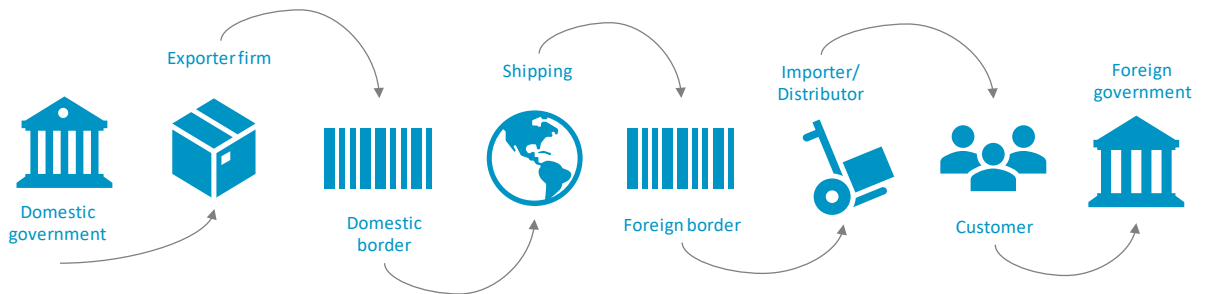 Domestic
government
Exporter firm
Domestic
border
Shipping
Foreign border
Importer/
Distributor
Customer
Foreign
government